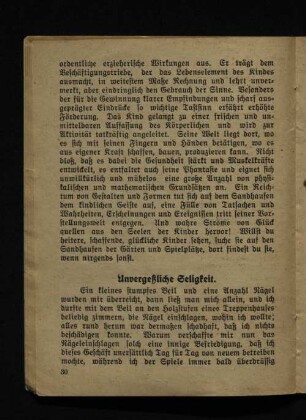 ordentliche erzieherische Wirkungen aus. Er trägt dem
Beschäftigungstriebe, der das Lebenselement des Kindes
ausmacht, in weitestem Maße Rechnung und lehrt unver-
merkt, aber eindringlich den Gebrauch der Sinne. Besonders
der für die Gewinnung klarer Empfindungen und scharf aus-
geprägter Eindrücke so wichtige Tastsinn erfährt erhöhte
Förderung. Das Kind gelangt zu einer frischen und un-
mittelbaren Auffassung des Körperlichen und wird zur
Aktivität tatkräftig angeleitet. Seine Welt liegt dort, wo
es sich mit seinen Fingern und Händen betätigen, wo es
aus eigener Kraft schaffen, bauen, produzieren kann. Nicht
bloß, daß es dabei die Gesundheit stärkt und Muskelkräfte
entwickelt, es entfaltet auch seine Phantasie und eignet sich
unwillkürlich und mühelos eine große Anzahl von physi-
kalischen und mathematischen Grundsätzen an. Ein Reich-
tum von Gestalten und Formen tut sich auf dem Sandhaufen
dem kindlichen Geiste auf, eine Fülle von Tatsachen und
Wahrheiten, Erscheinungen und Ereignissen tritt seiner Vor-
stellungswelt entgegen. Und wahre Ströme von Glück
quellen aus den Seelen der Kinder hervor! Willst du
heitere, schaffende, glückliche Kinder sehen, suche sie auf den
Sandhaufen der Gärten und Spielplätze, dort findest du sie,
wenn nirgends sonst.
Unvergeßliche Seligkeit.
Ein kleines stumpfes Beil und eine Anzahl Nägel
wurden mir überreicht, dann ließ man mich allein, und ich
durfte mit dem Beil an den Holzstufen eines Treppenhauses
beliebig zimmern, die Nägel einschlagen, wohin ich wollte;
alles rund herum war dermaßen schadhaft, daß ich nichts
beschädigen konnte. Warum verschaffte mir nun das
Nägeleinschlagen solch eine innige Befriedigung, daß ich
dieses Geschäft unersättlich Tag für Tag von neuem betreiben
mochte, während ich der Spiele immer bald überdrüssig
30